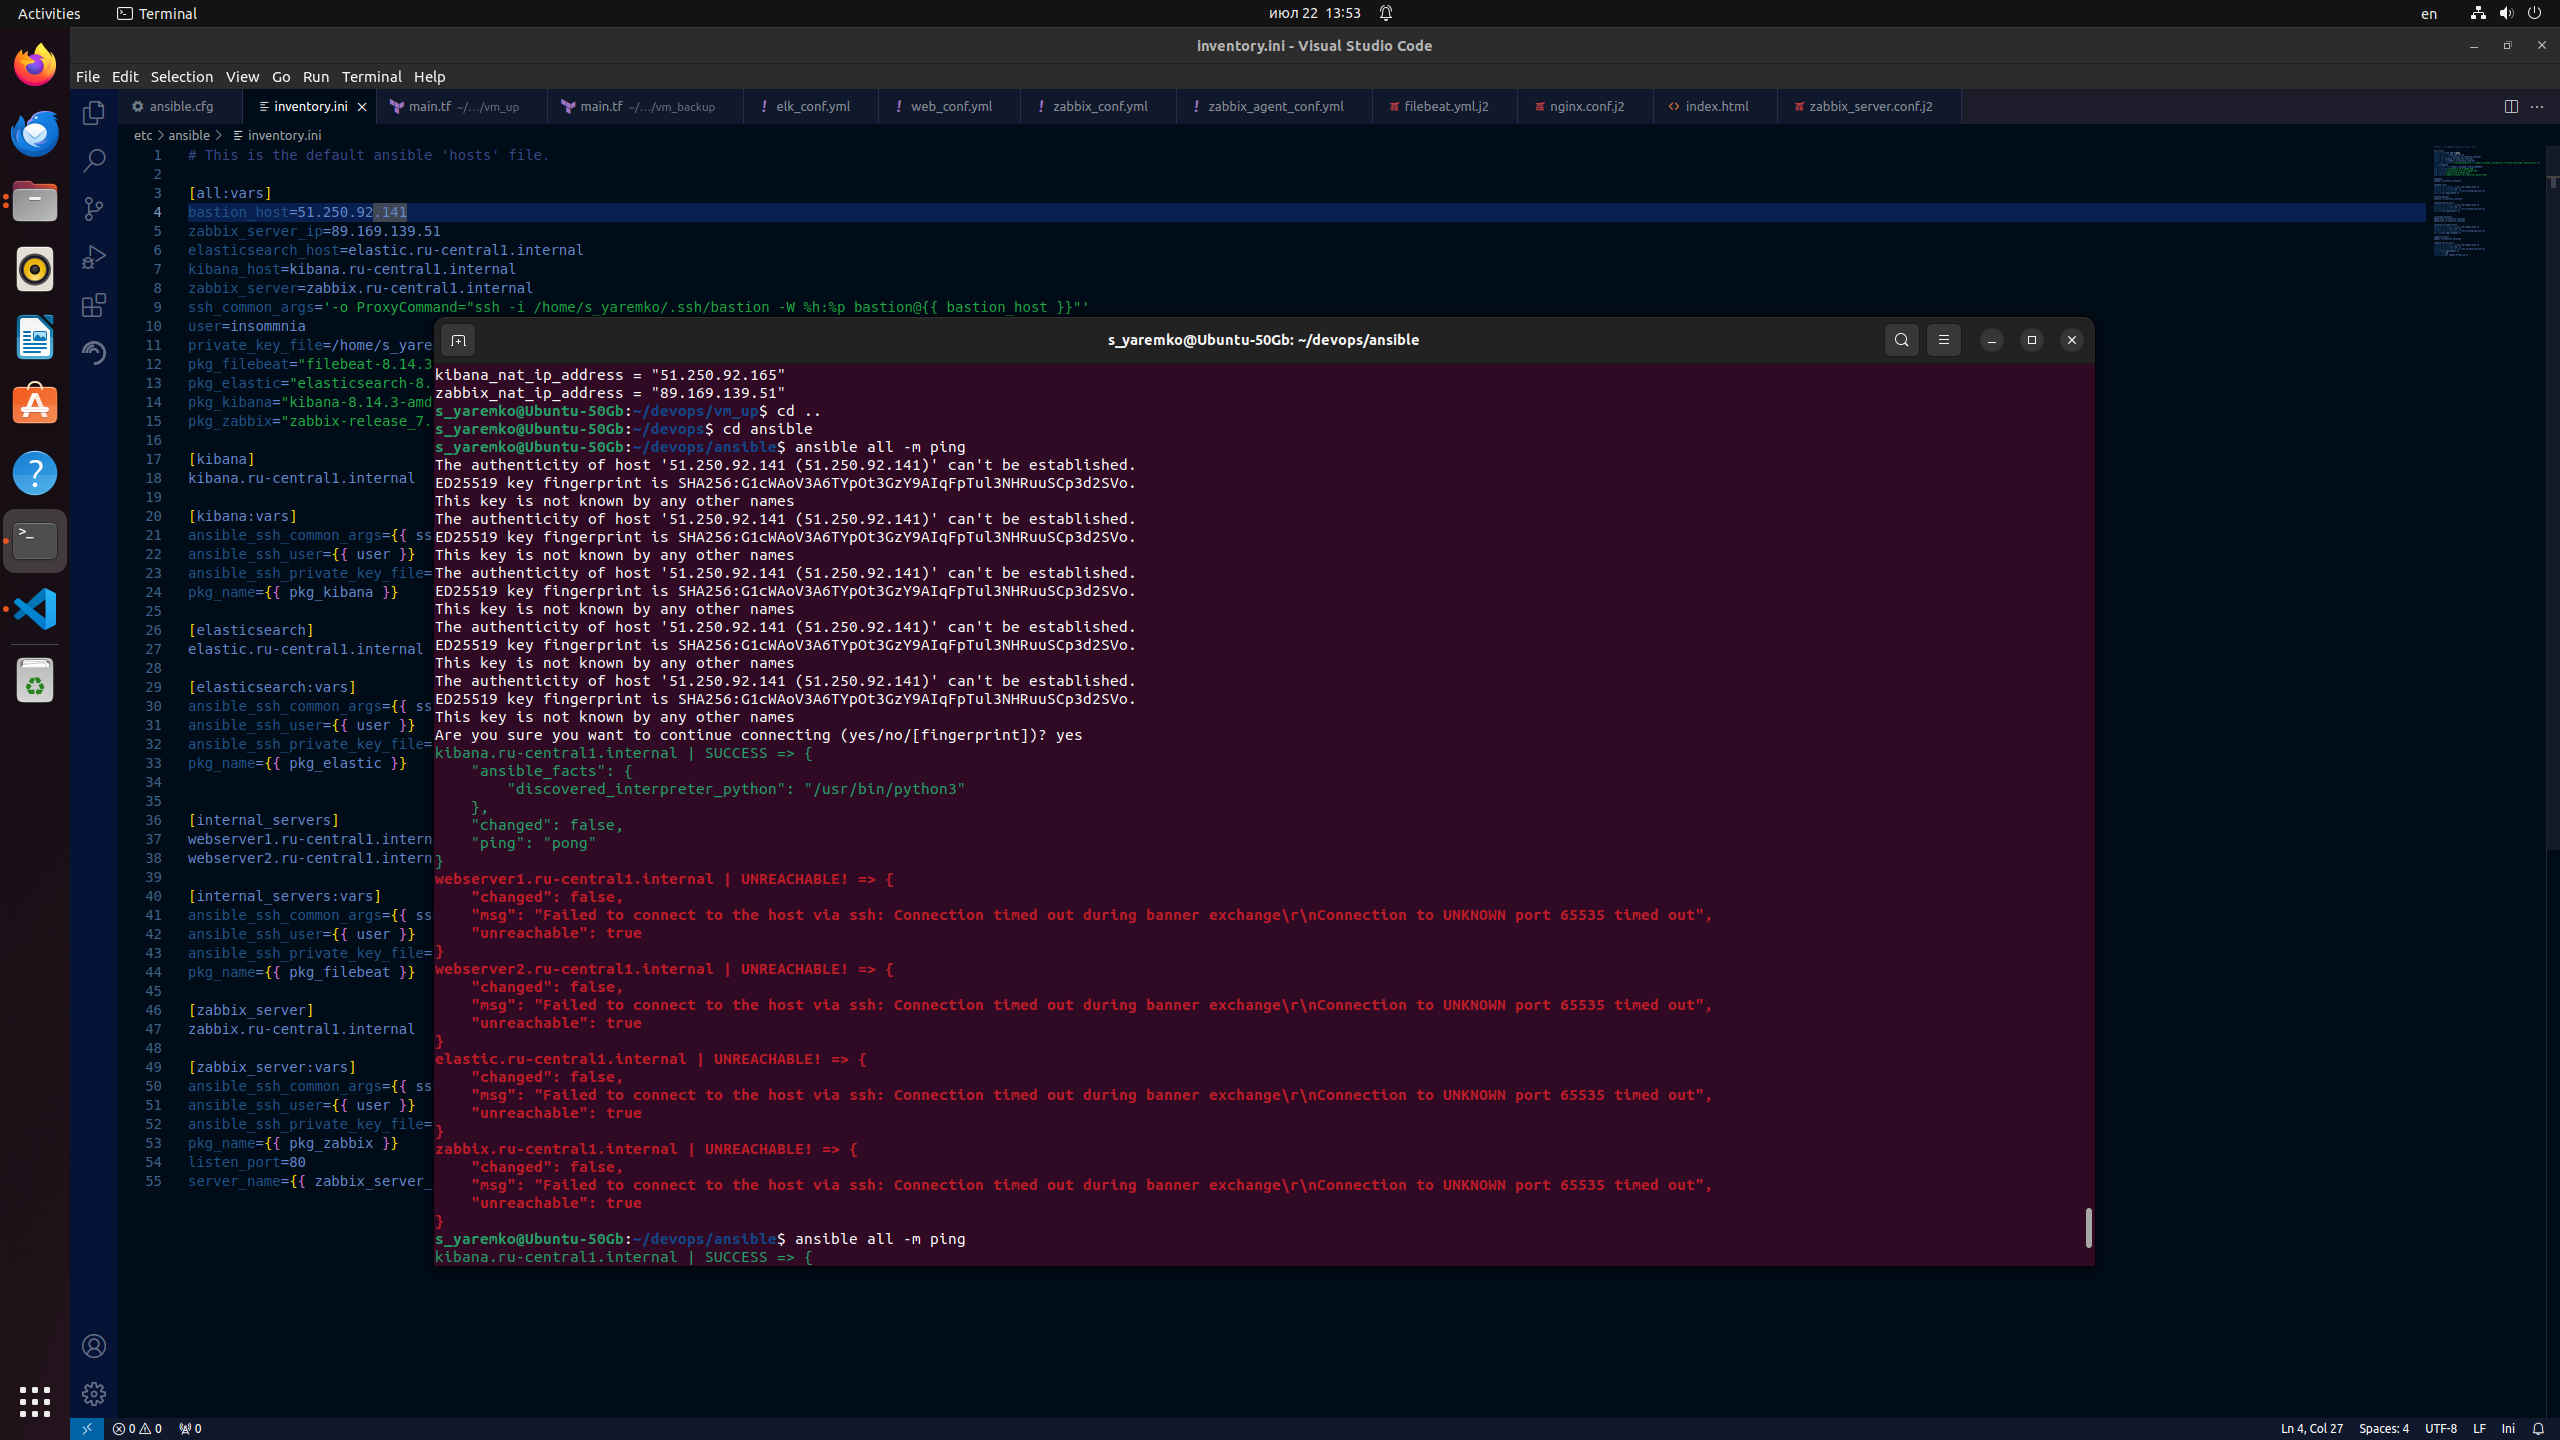 Activities
Terminal
июл 22 13:53
en
inventory.ini - Visual Studio Code
File Edit Selection View Go Run Terminal Help
ansible.cfg
inventory.ini
main.tf ~/.../vm_up
main.tf ~/.../vm_backup
elk_conf.yml
web_conf.yml
zabbix_conf.yml
zabbix_agent_conf.yml
filebeat.yml.j2
nginx.conf.j2
index.html
zabbix_server.conf.j2
etc > ansible > inventory.ini
1 # This is the default ansible 'hosts' file.
2
3 [all:vars]
4 bastion_host=51.250.92.141
5 zabbix_server_ip=89.169.139.51
6 elasticsearch_host=elastic.ru-central1.internal
7 kibana_host=kibana.ru-central1.internal
8 zabbix_server=zabbix.ru-central1.internal
9 ssh_common_args='-o ProxyCommand="ssh -i /home/s_yaremko/.ssh/bastion -W %h:%p bastion@{{ bastion_host }}"'
10 user=insommnia
11 private_key_file=/home/s_yare
12 pkg_filebeat="filebeat-8.14.3
13 pkg_elastic="elasticsearch-8.
14 pkg_kibana="kibana-8.14.3-amd
15 pkg_zabbix="zabbix-release_7.
16
17 [kibana]
18 kibana.ru-central1.internal
19
20 [kibana:vars]
21 ansible_ssh_common_args={{ ss
22 ansible_ssh_user={{ user }}
23 ansible_ssh_private_key_file=
24 pkg_name={{ pkg_kibana }}
25
26 [elasticsearch]
27 elastic.ru-central1.internal
28
29 [elasticsearch:vars]
30 ansible_ssh_common_args={{ ss
31 ansible_ssh_user={{ user }}
32 ansible_ssh_private_key_file=
33 pkg_name={{ pkg_elastic }}
34
35
36 [internal_servers]
37 webserver1.ru-central1.intern
38 webserver2.ru-central1.intern
39
40 [internal_servers:vars]
41 ansible_ssh_common_args={{ ss
42 ansible_ssh_user={{ user }}
43 ansible_ssh_private_key_file=
44 pkg_name={{ pkg_filebeat }}
45
46 [zabbix_server]
47 zabbix.ru-central1.internal
48
49 [zabbix_server:vars]
50 ansible_ssh_common_args={{ ss
51 ansible_ssh_user={{ user }}
52 ansible_ssh_private_key_file=
53 pkg_name={{ pkg_zabbix }}
54 listen_port=80
55 server_name={{ zabbix_server_
s_yaremko@Ubuntu-50Gb: ~/devops/ansible
kibana_nat_ip_address = "51.250.92.165"
zabbix_nat_ip_address = "89.169.139.51"
s_yaremko@Ubuntu-50Gb:~/devops/vm_up$ cd ..
s_yaremko@Ubuntu-50Gb:~/devops$ cd ansible
s_yaremko@Ubuntu-50Gb:~/devops/ansible$ ansible all -m ping
The authenticity of host '51.250.92.141 (51.250.92.141)' can't be established.
ED25519 key fingerprint is SHA256:G1cWAoV3A6TYpOt3GzY9AIqFpTul3NHRuuSCp3d2SVo.
This key is not known by any other names
The authenticity of host '51.250.92.141 (51.250.92.141)' can't be established.
ED25519 key fingerprint is SHA256:G1cWAoV3A6TYpOt3GzY9AIqFpTul3NHRuuSCp3d2SVo.
This key is not known by any other names
The authenticity of host '51.250.92.141 (51.250.92.141)' can't be established.
ED25519 key fingerprint is SHA256:G1cWAoV3A6TYpOt3GzY9AIqFpTul3NHRuuSCp3d2SVo.
This key is not known by any other names
The authenticity of host '51.250.92.141 (51.250.92.141)' can't be established.
ED25519 key fingerprint is SHA256:G1cWAoV3A6TYpOt3GzY9AIqFpTul3NHRuuSCp3d2SVo.
This key is not known by any other names
The authenticity of host '51.250.92.141 (51.250.92.141)' can't be established.
ED25519 key fingerprint is SHA256:G1cWAoV3A6TYpOt3GzY9AIqFpTul3NHRuuSCp3d2SVo.
This key is not known by any other names
Are you sure you want to continue connecting (yes/no/[fingerprint])? yes
kibana.ru-central1.internal | SUCCESS => {
"ansible_facts": {
"discovered_interpreter_python": "/usr/bin/python3"
},
"changed": false,
"ping": "pong"
}
webserver1.ru-central1.internal | UNREACHABLE! => {
"changed": false,
"msg": "Failed to connect to the host via ssh: Connection timed out during banner exchange\r\nConnection to UNKNOWN port 65535 timed out",
"unreachable": true
}
webserver2.ru-central1.internal | UNREACHABLE! => {
"changed": false,
"msg": "Failed to connect to the host via ssh: Connection timed out during banner exchange\r\nConnection to UNKNOWN port 65535 timed out",
"unreachable": true
}
elastic.ru-central1.internal | UNREACHABLE! => {
"changed": false,
"msg": "Failed to connect to the host via ssh: Connection timed out during banner exchange\r\nConnection to UNKNOWN port 65535 timed out",
"unreachable": true
}
zabbix.ru-central1.internal | UNREACHABLE! => {
"changed": false,
"msg": "Failed to connect to the host via ssh: Connection timed out during banner exchange\r\nConnection to UNKNOWN port 65535 timed out",
"unreachable": true
}
s_yaremko@Ubuntu-50Gb:~/devops/ansible$ ansible all -m ping
kibana.ru-central1.internal | SUCCESS => {
0 0 0
Ln 4, Col 27 Spaces: 4 UTF-8 LF Ini